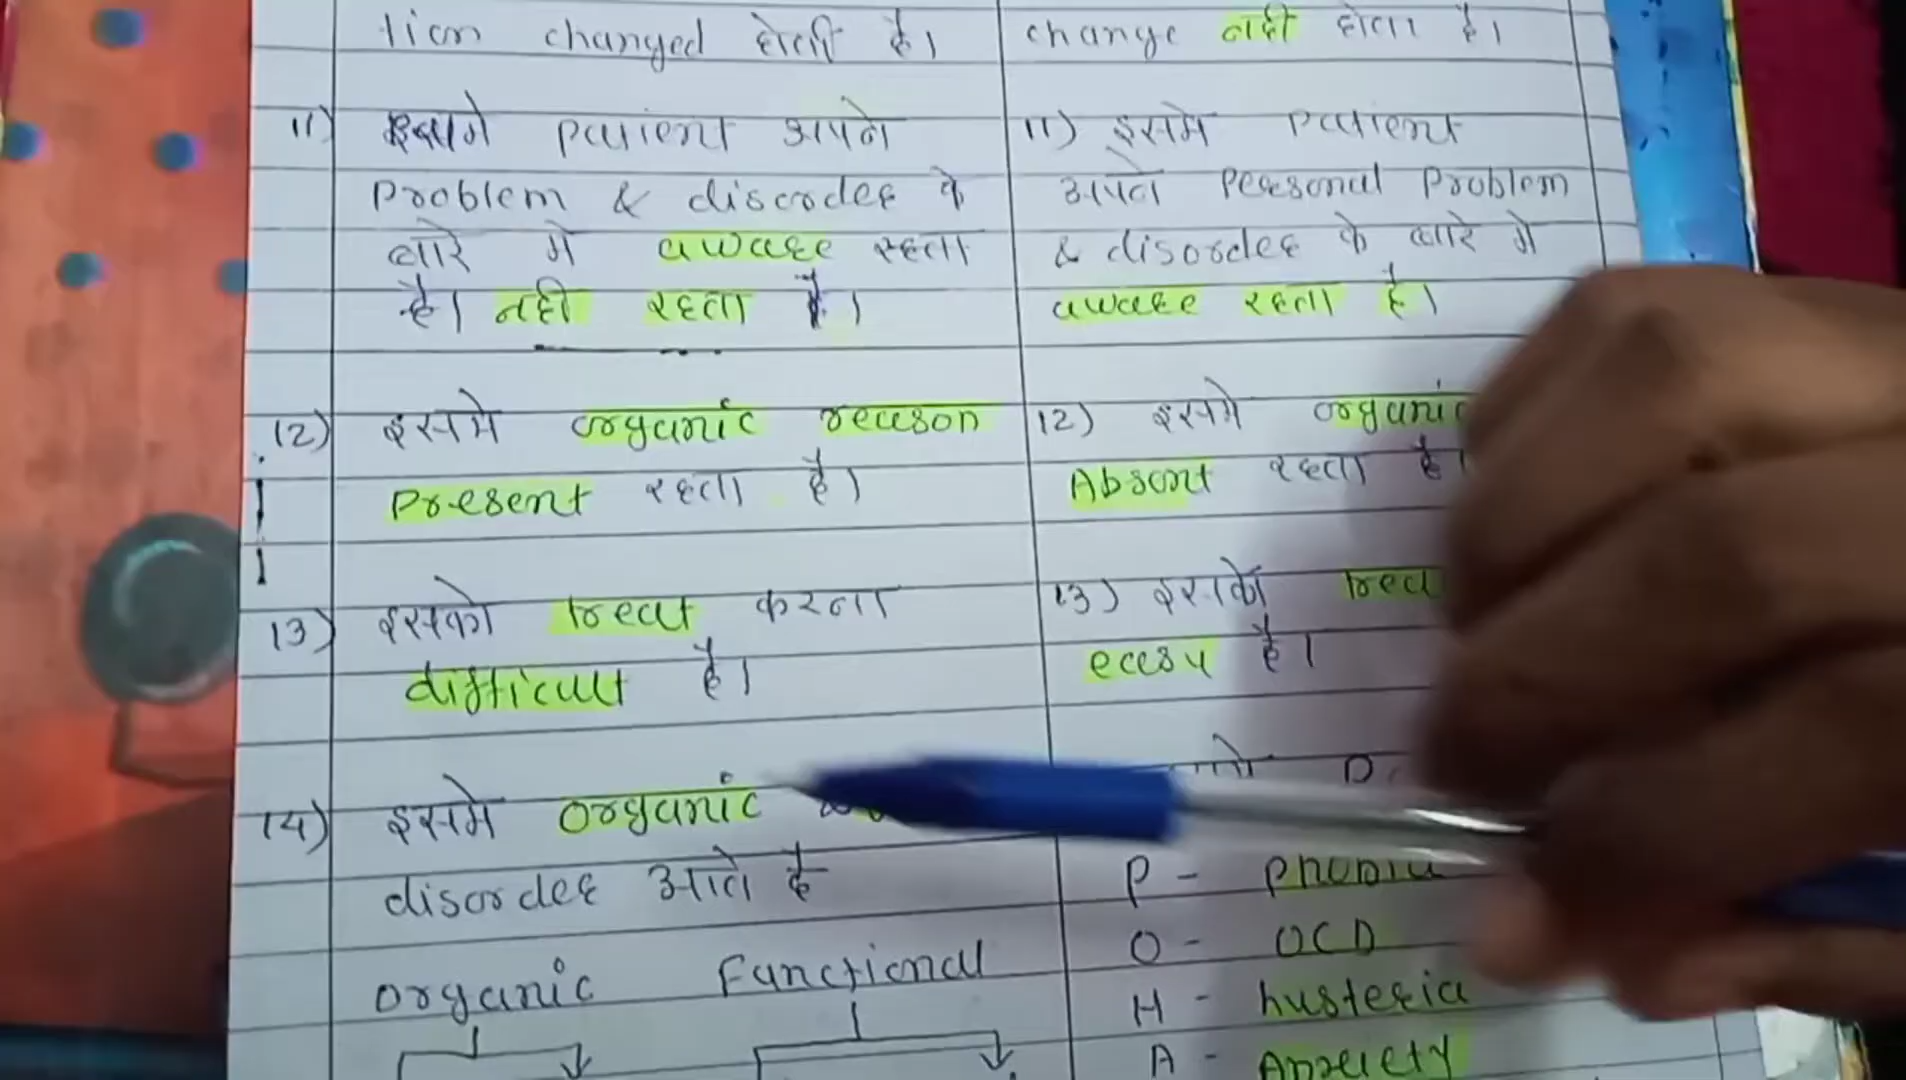 tion changed होती है।
11) इसमे patient अपने
problem & disorder के
बारे मे aware रहता
है। नही रहता है।
12) इसमे organic reason
present रहता है।
13) इसको treat करना
difficult है।
14) इसमे organic
disorder आते है
organic Functional
change नही होता है।
11) इसमे patient
अपने personal problem
& disorder के बारे मे
aware रहता है।
12) इसमे organic
Absent रहता है।
13) इसको
easy है।
P - phobia
O - OCD
H - hysteria
A - Anxiety